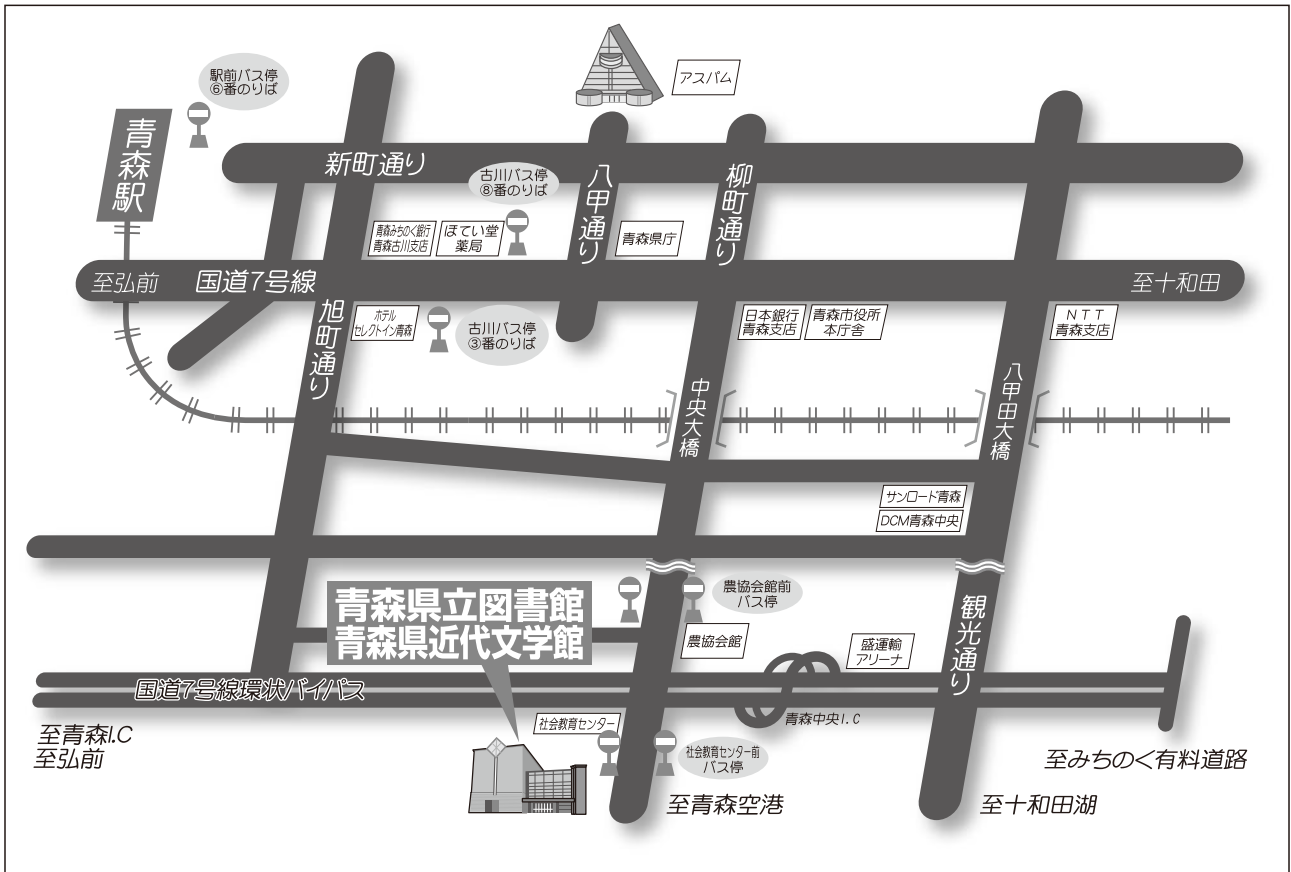 駅前バス停
⑥番のりば
アスパム
青森駅
新町通り
古川バス停
⑧番のりば
八甲通り
柳町通り
青森みちのく銀行
青森古川支店
ほてい堂
薬局
青森県庁
至弘前
国道7号線
至十和田
旭町通り
ホテル
セレクトイン青森
古川バス停
③番のりば
日本銀行
青森支店
青森市役所
本庁舎
NTT
青森支店
中央大橋
八甲田大橋
サンロード青森
DCM青森中央
青森県立図書館
青森県近代文学館
農協会館前
バス停
農協会館
盛運輸
アリーナ
観光通り
国道7号線環状バイパス
青森中央I.C
社会教育センター
社会教育センター前
バス停
至青森I.C
至弘前
至みちのく有料道路
至青森空港
至十和田湖